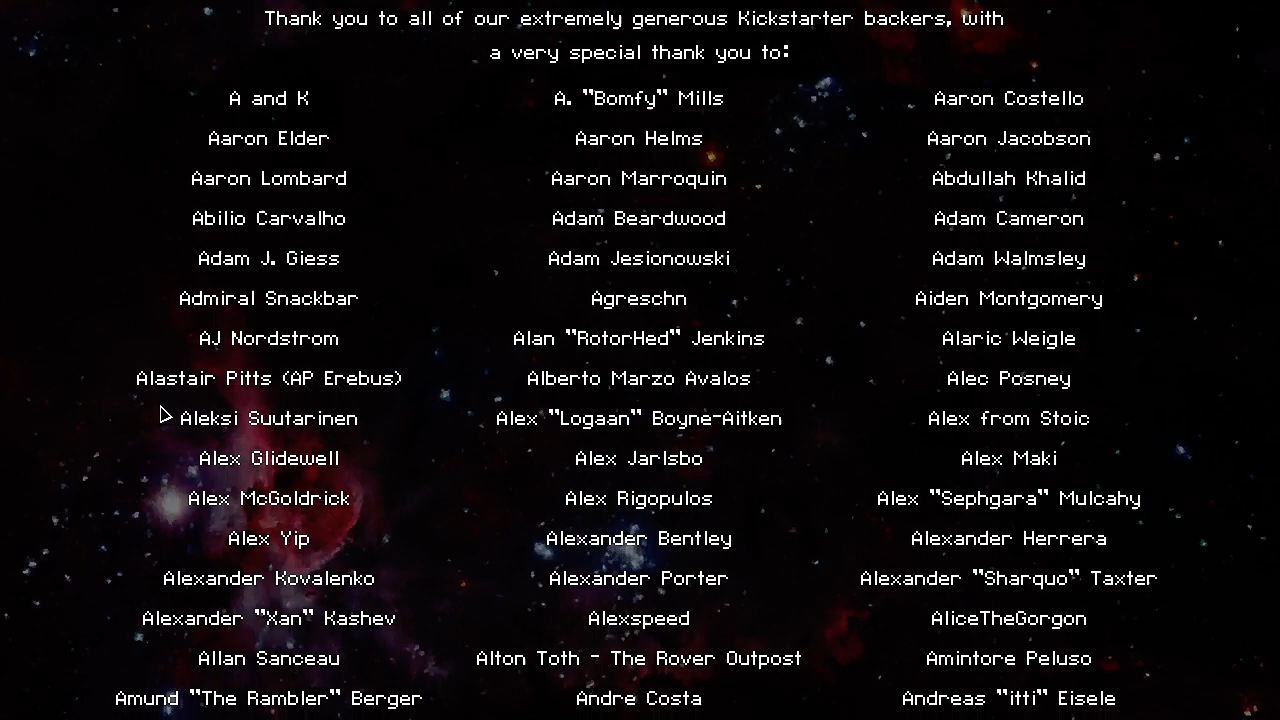 Thank you to all of our extremely generous Kickstarter backers, with
a very special thank you to:
A and K A. "Bomfy" Mills Aaron Costello
Aaron Elder Aaron Helms Aaron Jacobson
Aaron Lombard Aaron Marroquin Abdullah Khalid
Abilio Carvalho Adam Beardwood Adam Cameron
Adam J. Giess Adam Jesionowski Adam Walmsley
Admiral Snackbar Agreschn Aiden Montgomery
AJ Nordstrom Alan "RotorHed" Jenkins Alaric Weigle
Alastair Pitts (AP Erebus) Alberto Marzo Avalos Alec Posney
Aleksi Suutarinen Alex "Logaan" Boyne-Aitken Alex from Stoic
Alex Glidewell Alex Jarlsbo Alex Maki
Alex McGoldrick Alex Rigopulos Alex "Sephgara" Mulcahy
Alex Yip Alexander Bentley Alexander Herrera
Alexander Kovalenko Alexander Porter Alexander "Sharquo" Taxter
Alexander "Xan" Kashev Alexspeed AliceTheGorgon
Allan Sanceau Alton Toth - The Rover Outpost Amintore Peluso
Amund "The Rambler" Berger Andre Costa Andreas "itti" Eisele